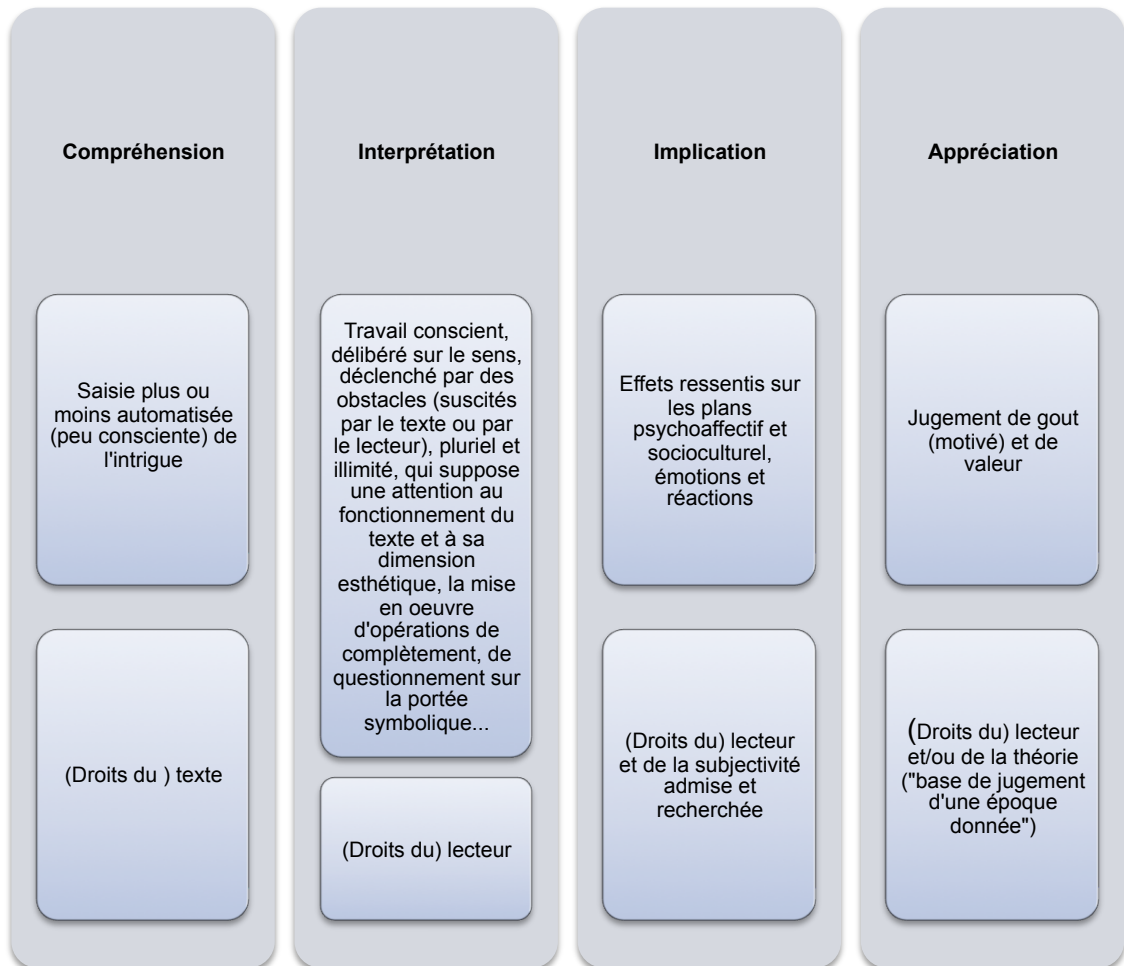 Compréhension
Saisie plus ou
moins automatisée
(peu consciente) de
l'intrigue
(Droits du ) texte
Interprétation
Travail conscient,
délibéré sur le sens,
déclenché par des
obstacles (suscités
par le texte ou par
le lecteur), pluriel et
illimité, qui suppose
une attention au
fonctionnement du
texte et à sa
dimension
esthétique, la mise
en oeuvre
d'opérations de
complètement, de
questionnement sur
la portée
symbolique...
(Droits du) lecteur
Implication
Effets ressentis sur
les plans
psychoaffectif et
socioculturel,
émotions et
réactions
(Droits du) lecteur
et de la subjectivité
admise et
recherchée
Appréciation
Jugement de gout
(motivé) et de
valeur
(Droits du) lecteur
et/ou de la théorie
("base de jugement
d'une époque
donnée")